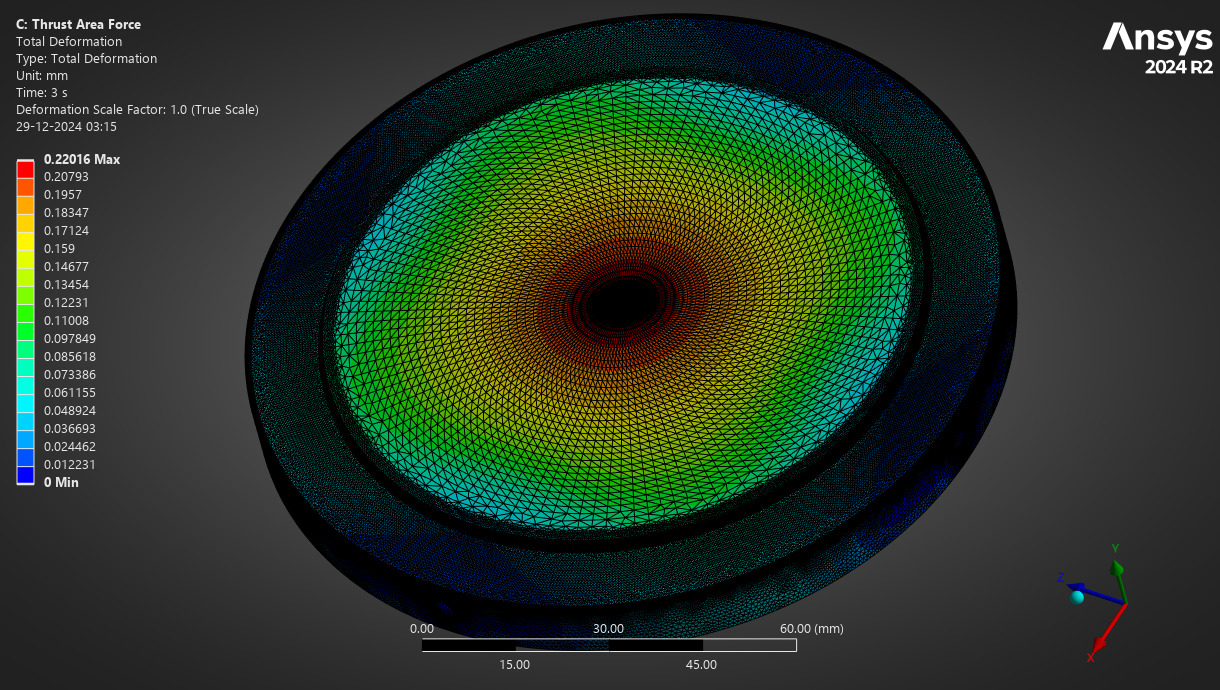 C: Thrust Area Force
Total Deformation
Type: Total Deformation
Unit: mm
Time: 3 s
Deformation Scale Factor: 1.0 (True Scale)
29-12-2024 03:15
Ansys
2024 R2
0.22016 Max
0.20793
0.1957
0.18347
0.17124
0.159
0.14677
0.13454
0.12231
0.11008
0.097849
0.085618
0.073386
0.061155
0.048924
0.036693
0.024462
0.012231
0 Min
Y
Z
X
0.00 30.00 60.00 (mm)
15.00 45.00